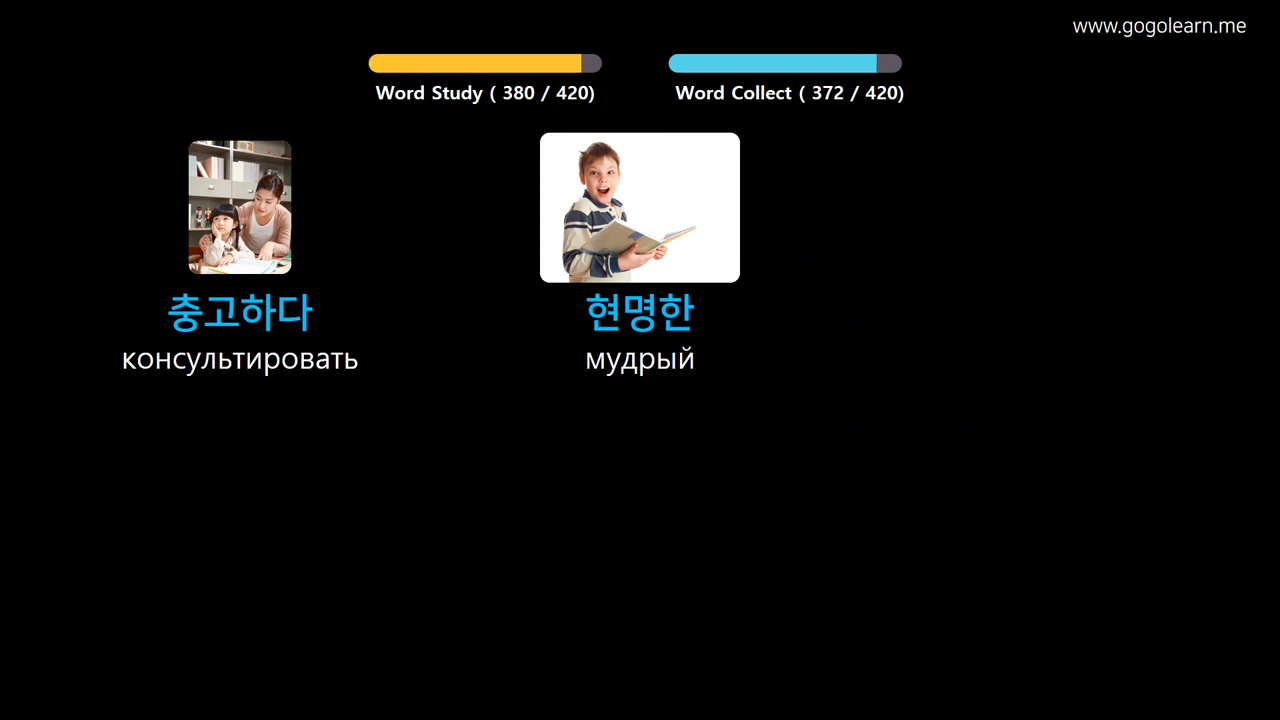 www.gogolearn.me
Word Study ( 380 / 420)
Word Collect ( 372 / 420)
충고하다
консультировать
현명한
мудрый